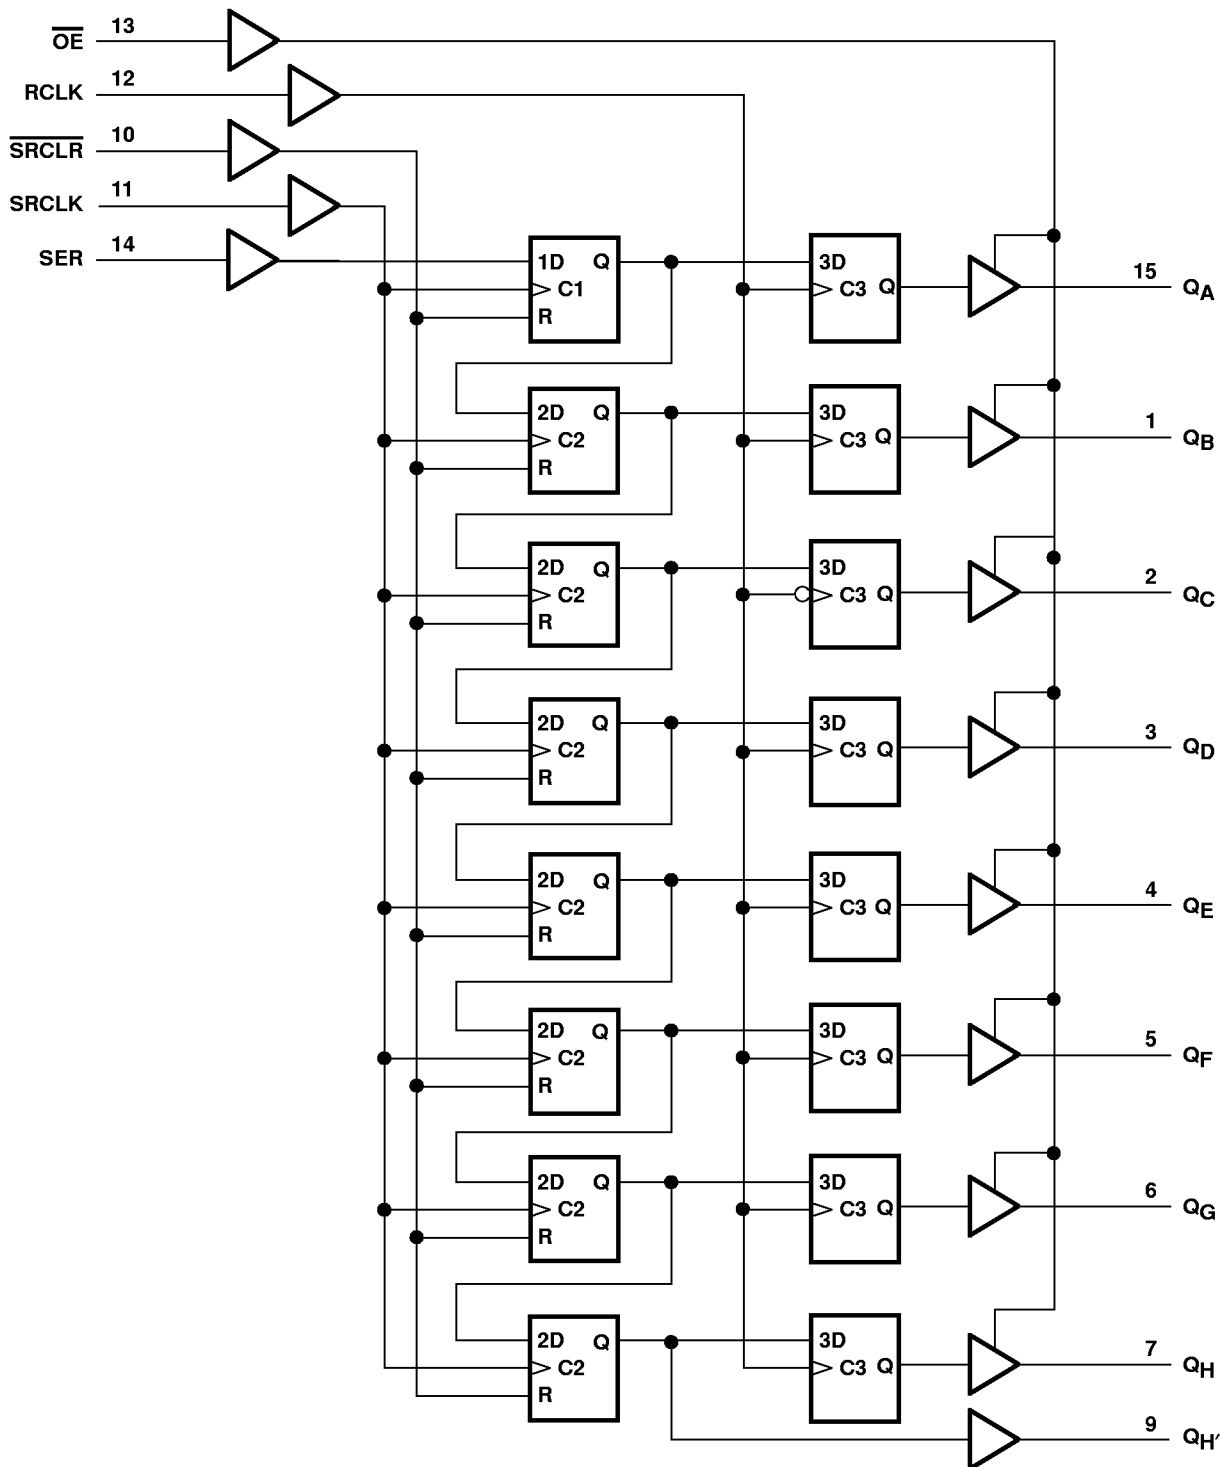 OE 13
RCLK 12
SRCLR 10
SRCLK 11
SER 14
1D Q 3D
C1 C3 Q 15 QA
R
2D Q 3D
C2 C3 Q 1 QB
R
2D Q 3D
C2 C3 Q 2 QC
R
2D Q 3D
C2 C3 Q 3 QD
R
2D Q 3D
C2 C3 Q 4 QE
R
2D Q 3D
C2 C3 Q 5 QF
R
2D Q 3D
C2 C3 Q 6 QG
R
2D Q 3D
C2 C3 Q 7 QH
R
9 QH′